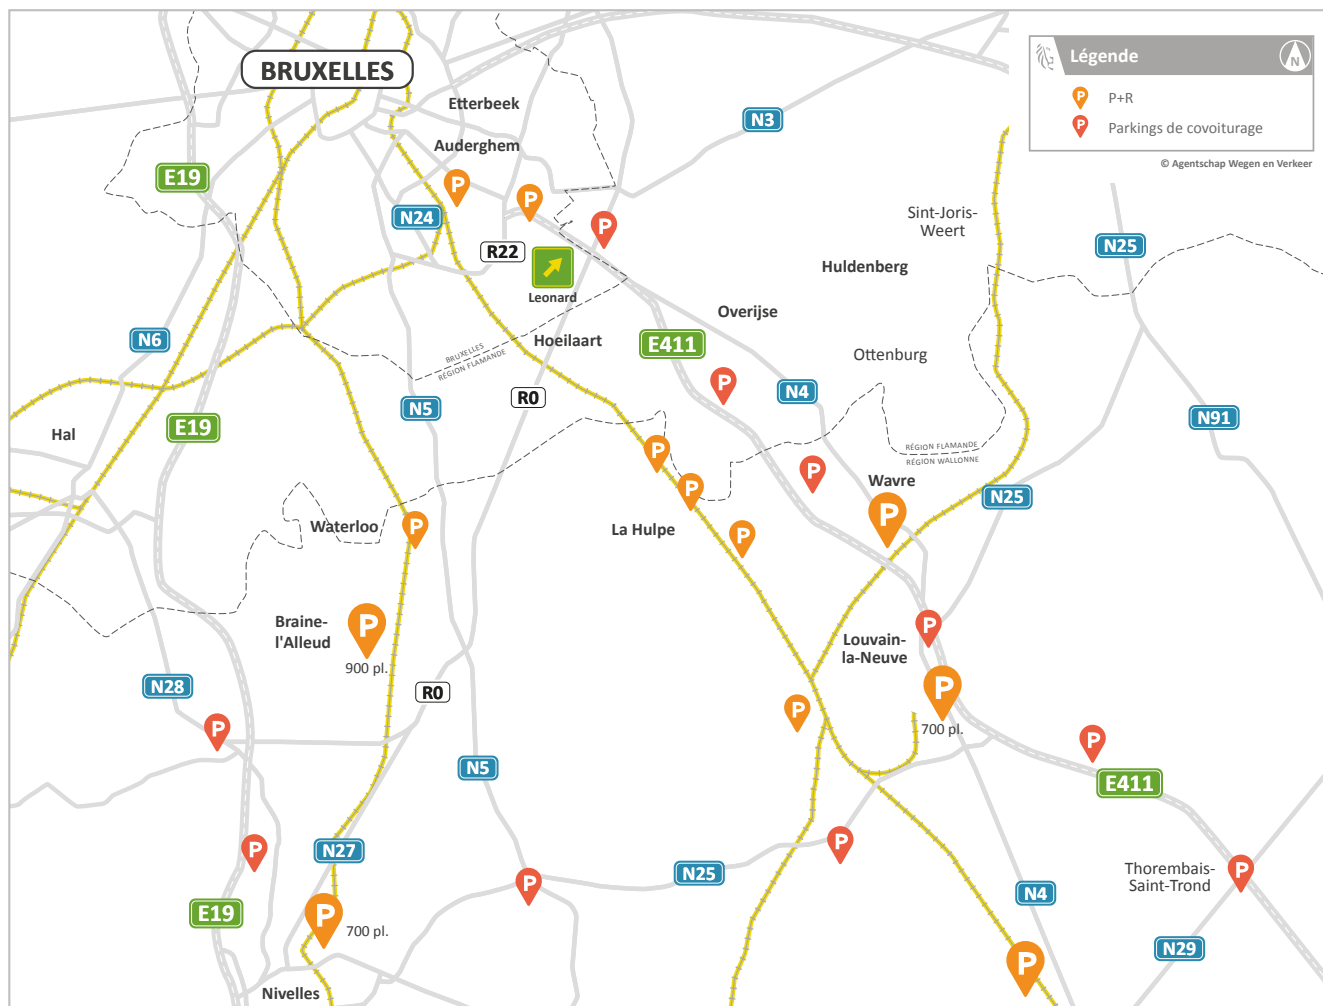 BRUXELLES
Légende
N
P
P+R
P
Parkings de covoiturage
© Agentschap Wegen en Verkeer
Etterbeek
N3
Auderghem
E19
P
P
N24
P
Sint-Joris-
Weert
R22
N25
Huldenberg
Leonard
Overijse
N6
Hoeilaart
E411
BRUXELLES
RÉGION FLAMANDE
Ottenburg
P
N4
R0
N5
N91
E19
Hal
RÉGION FLAMANDE
RÉGION WALLONNE
P
P
Wavre
P
N25
P
Waterloo
P
La Hulpe
P
Braine-
l'Alleud
P
900 pl.
P
Louvain-
la-Neuve
N28
R0
P
700 pl.
P
P
P
N5
E411
P
N27
P
N25
Thorembais-
Saint-Trond
P
P
N4
E19
P
700 pl.
N29
P
Nivelles